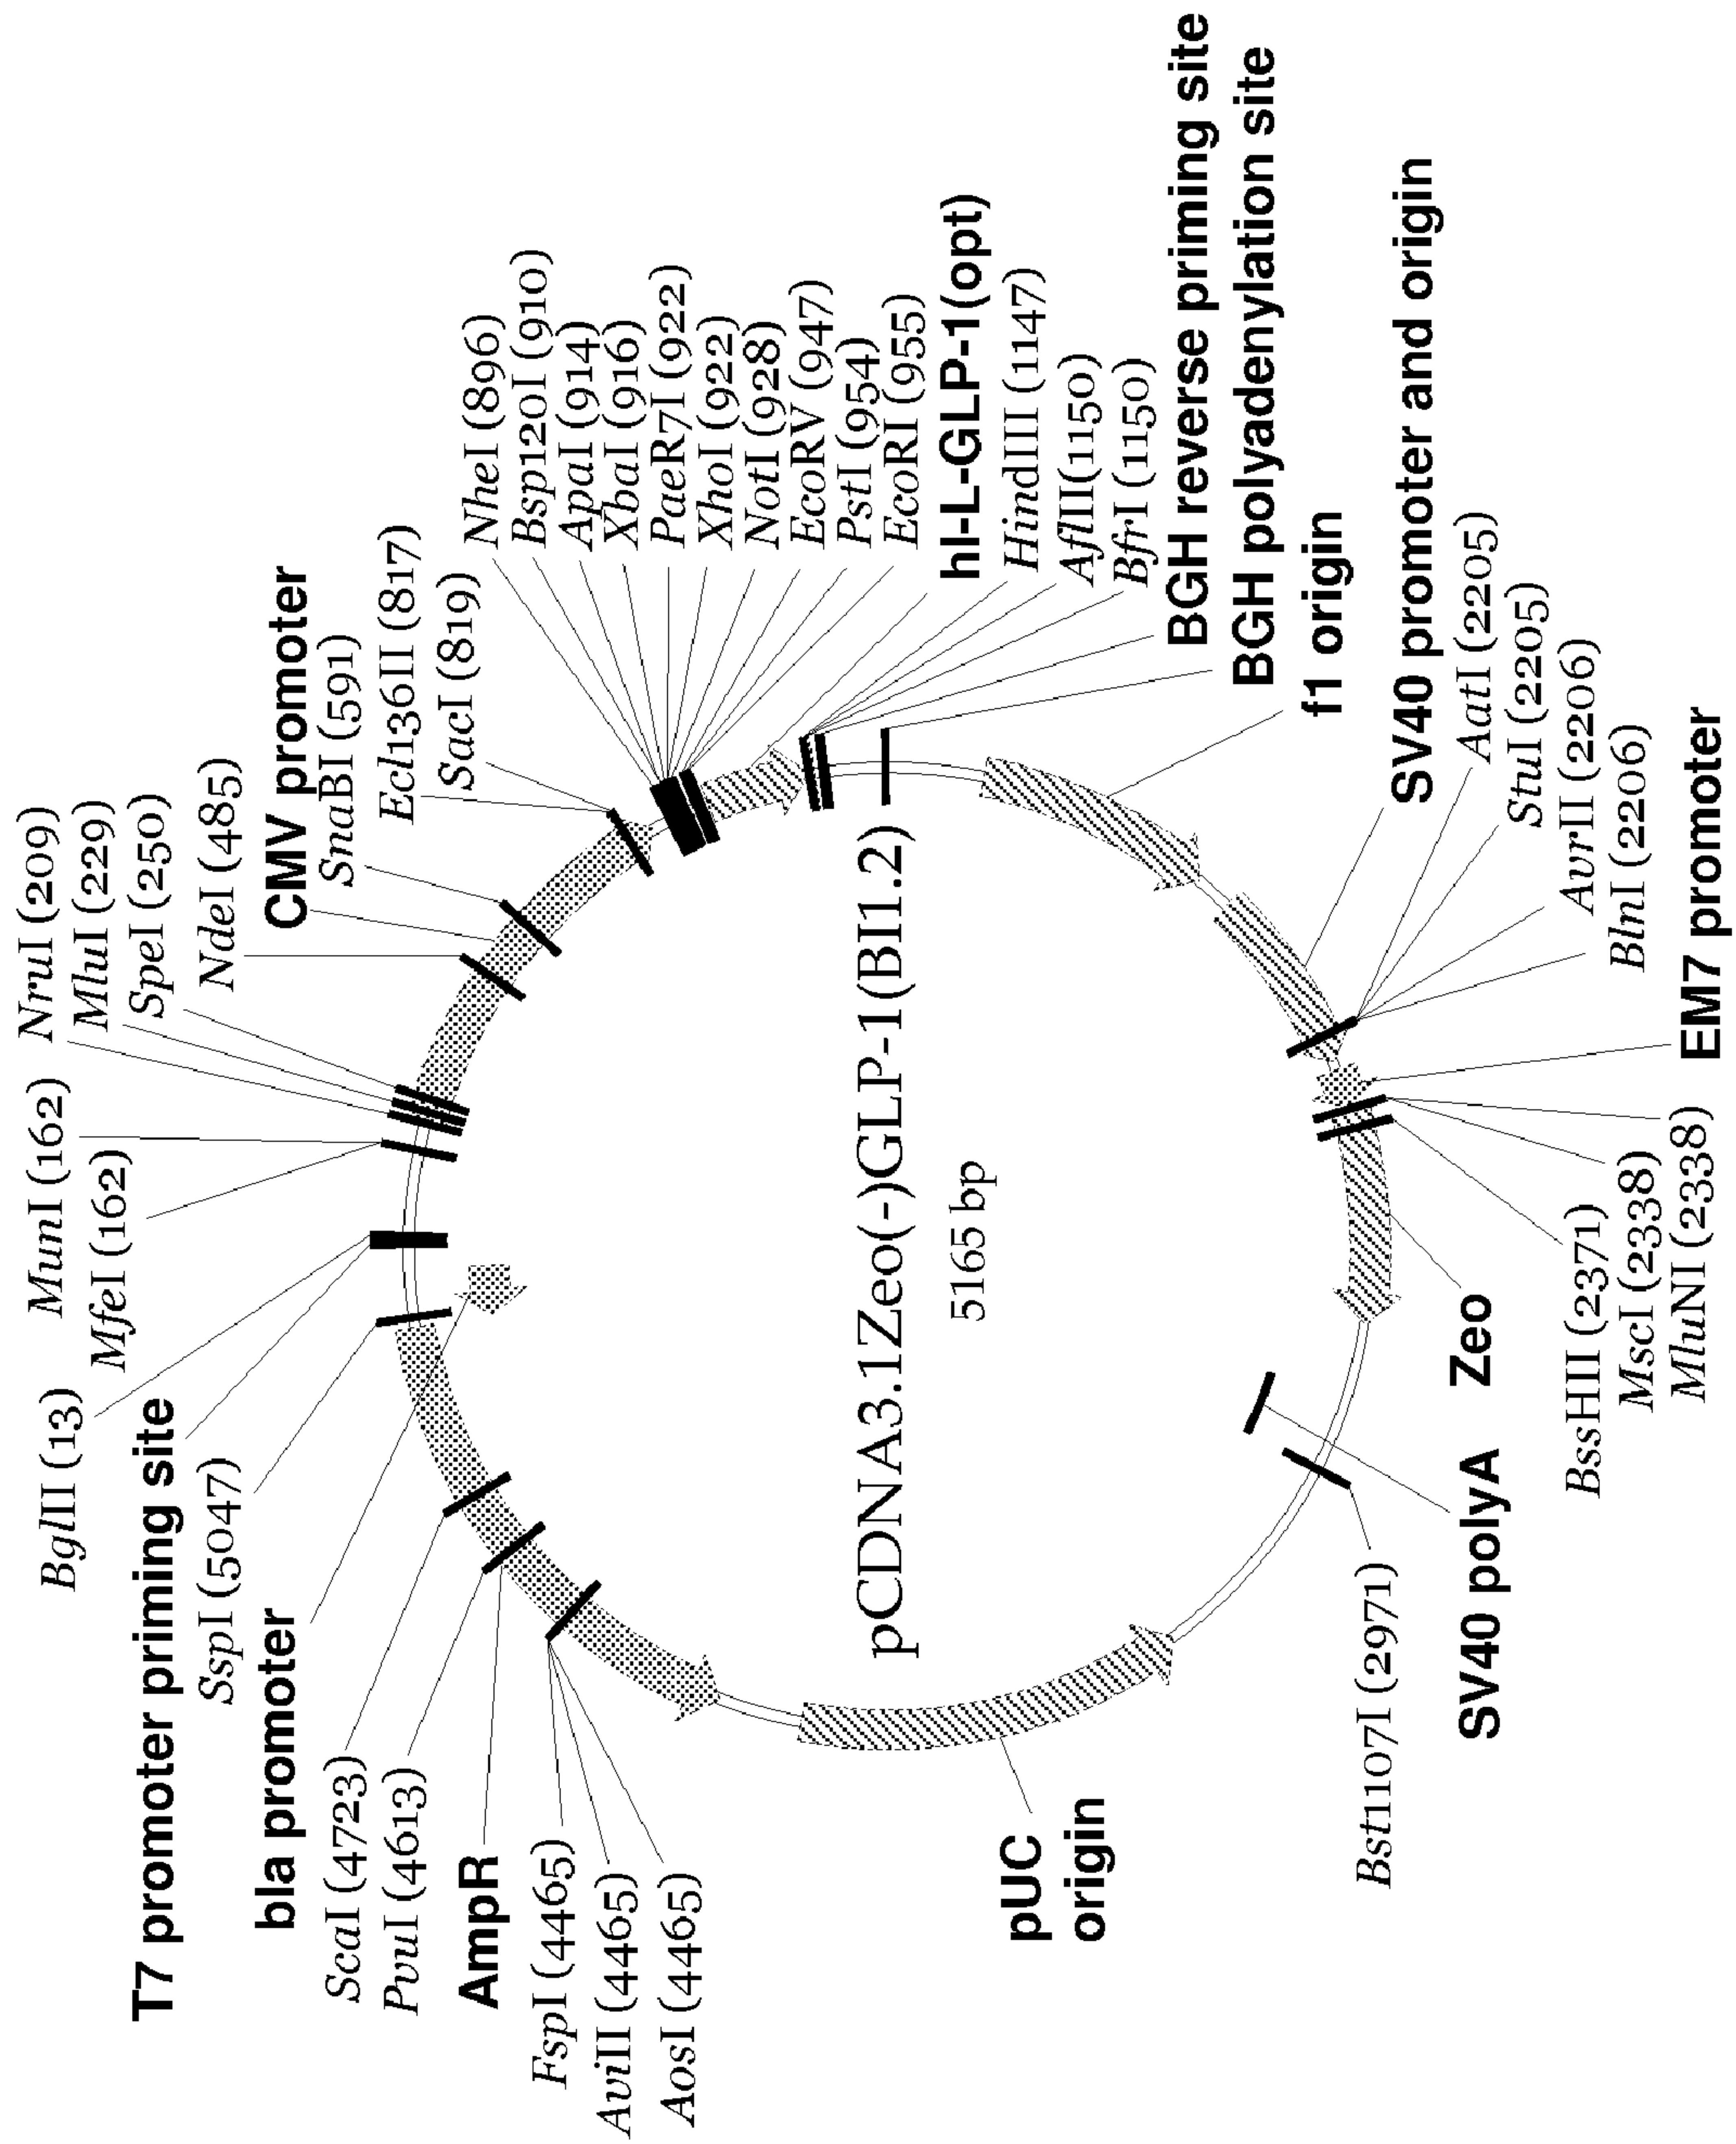 NruI (209)
MluI (229)
SpeI (250)
NdeI (485)
CMV promoter
SnaBI (591)
Ecl136II (817)
SacI (819)
NheI (896)
Bsp120I (910)
ApaI (914)
XbaI (916)
PaeR7I (922)
XhoI (922)
NotI (928)
EcoRV (947)
PstI (954)
EcoRI (955)
hl-L-GLP-1(opt)
HindIII (1147)
AflII(1150)
BfrI (1150)
BGH reverse priming site
BGH polyadenylation site
f1 origin
SV40 promoter and origin
AatI (2205)
StuI (2205)
AvrII (2206)
BlnI (2206)
EM7 promoter
MluNI (2338)
MscI (2338)
BssHII (2371)
Zeo
SV40 polyA
Bst1107I (2971)
pUC
origin
AosI (4465)
AviII (4465)
FspI (4465)
AmpR
PvuI (4613)
ScaI (4723)
bla promoter
SspI (5047)
T7 promoter priming site
BglII (13)
MfeI (162)
MunI (162)
pCDNA3.1Zeo(-)GLP-1(BI1.2)
5165 bp